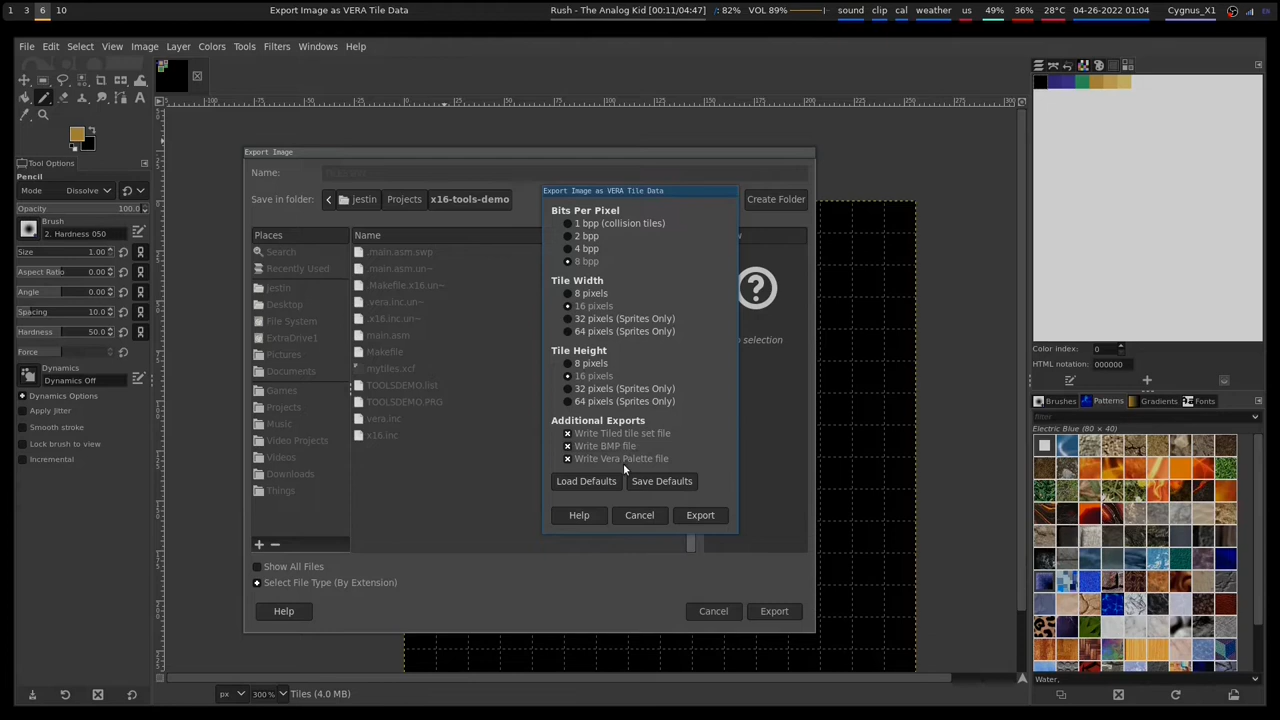 1 3 6 10 Export Image as VERA Tile Data Rush - The Analog Kid [00:11/04:47] /: 82% VOL 89% sound clip cal weather us 49% 36% 28°C 04-26-2022 01:04 Cygnus_X1
File Edit Select View Image Layer Colors Tools Filters Windows Help
Tool Options
Pencil
Mode Dissolve
Opacity 100.0
Brush
2. Hardness 050
Size 1.00
Aspect Ratio 0.00
Angle 0.00
Spacing 10.0
Hardness 50.0
Force
Dynamics
Dynamics Off
Dynamics Options
Apply Jitter
Smooth stroke
Lock brush to view
Incremental
Export Image
Name:
Save in folder: jestin Projects x16-tools-demo Create Folder
Places
Search
Recently Used
jestin
Desktop
File System
ExtraDrive1
Pictures
Documents
Games
Projects
Music
Video Projects
Videos
Downloads
Things
Name
.main.asm.swp
.main.asm.un~
.Makefile.x16.un~
.vera.inc.un~
.x16.inc.un~
main.asm
Makefile
mytiles.xcf
TOOLSDEMO.list
TOOLSDEMO.PRG
vera.inc
x16.inc
Export Image as VERA Tile Data
Bits Per Pixel
1 bpp (collision tiles)
2 bpp
4 bpp
8 bpp
Tile Width
8 pixels
16 pixels
32 pixels (Sprites Only)
64 pixels (Sprites Only)
Tile Height
8 pixels
16 pixels
32 pixels (Sprites Only)
64 pixels (Sprites Only)
Additional Exports
Write Tiled tile set file
Write BMP file
Write Vera Palette file
Load Defaults Save Defaults
Help Cancel Export
selection
Show All Files
Select File Type (By Extension)
Help Cancel Export
px 300 % Tiles (4.0 MB)
Color index: 0
HTML notation: 000000
Brushes Patterns Gradients Fonts
filter
Electric Blue (80 × 40)
Water,